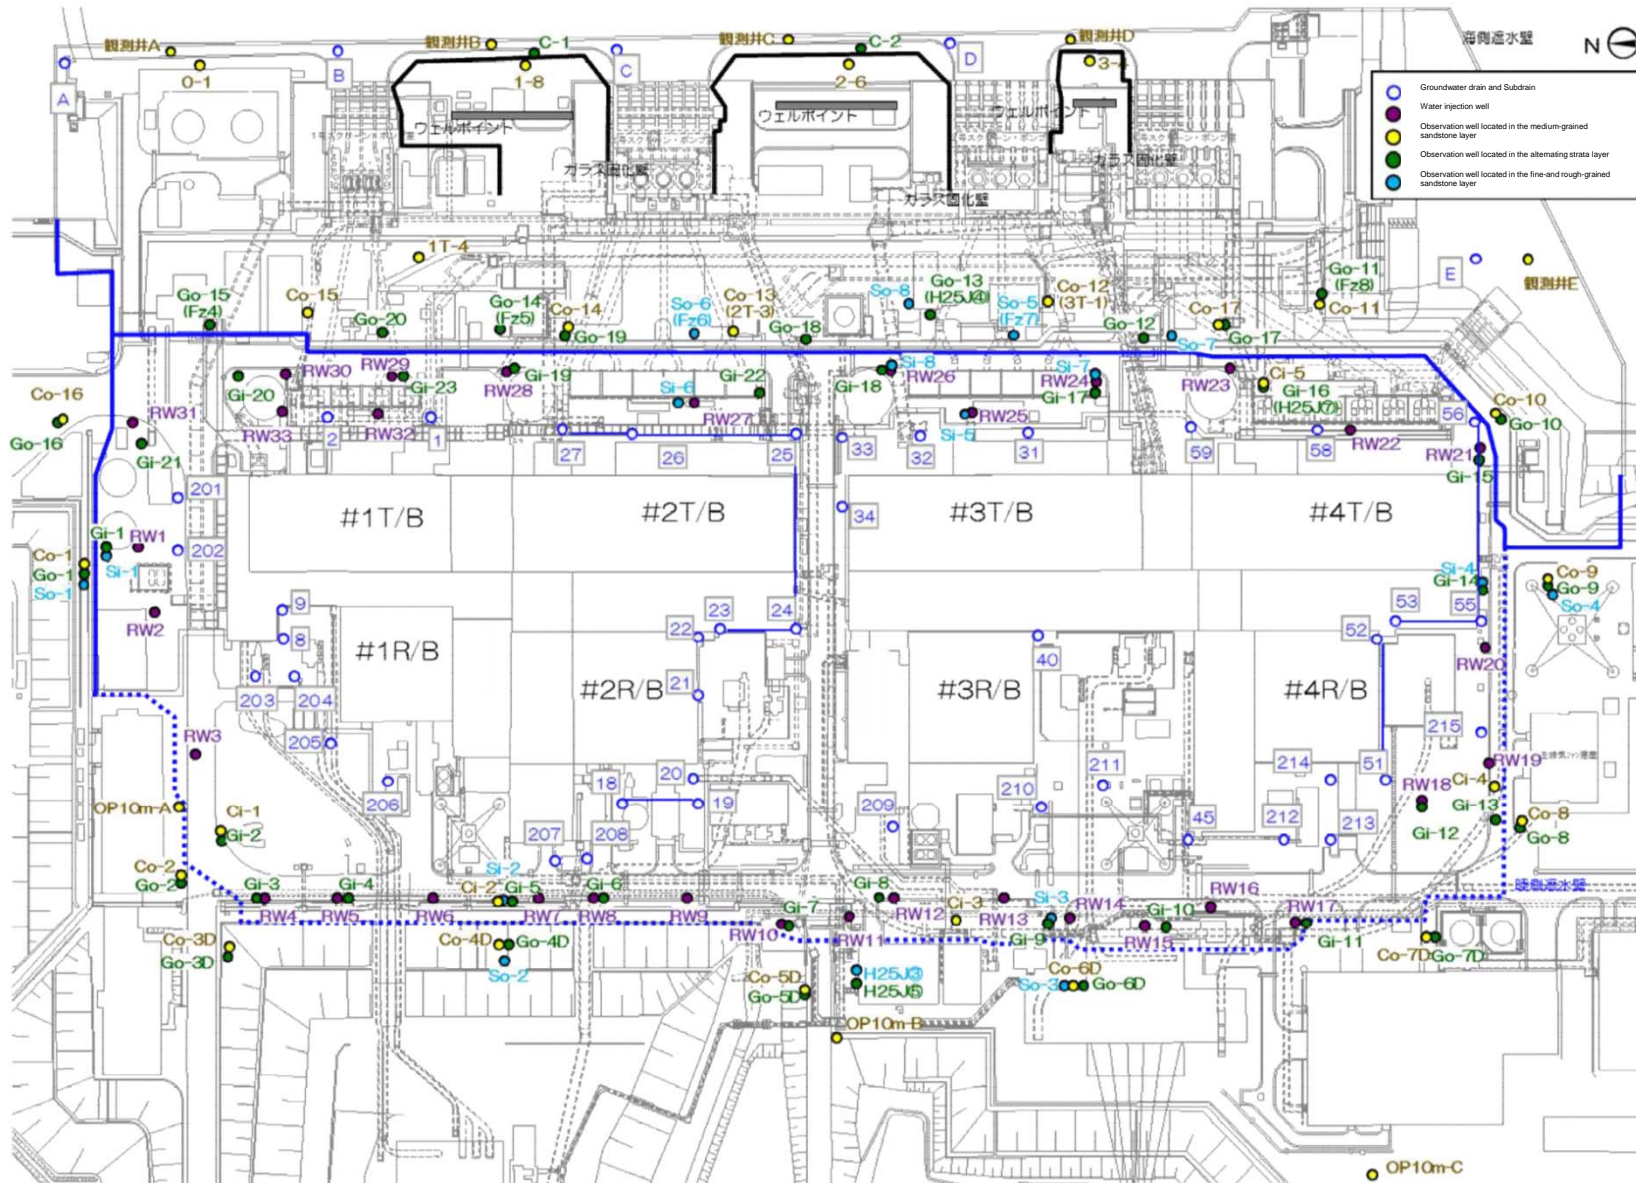 観測井A
B
観測井B
C-1
C
観測井C
C-2
D
観測井D
海側遮水壁
N
A
0-1
1-8
2-6
3-4
Groundwater drain and Subdrain
Water injection well
Observation well located in the medium-grained
sandstone layer
Observation well located in the alternating strata layer
Observation well located in the fine-and rough-grained
sandstone layer
ウェルポイント
ウェルポイント
ウェルポイント
ガラス固化壁
ガラス固化壁
ガラス固化壁
1T-4
E
観測井E
Go-15
(Fz4)
Co-15
Go-20
Go-14
(Fz5)
Co-14
Go-19
So-6
(Fz6)
Co-13
(2T-3)
Go-18
So-8
Go-13
(H25J④)
So-5
(Fz7)
Co-12
(3T-1)
Go-12
So-7
Co-17
Go-17
Go-11
(Fz8)
Co-11
Co-16
Go-16
RW31
Gi-21
Gi-20
RW30
RW33
2
RW29
Gi-23
RW32
1
RW28
Gi-19
27
Si-6
26
RW27
Gi-22
25
Gi-18
Si-8
RW26
33
32
Si-5
RW25
31
Si-7
RW24
Gi-17
RW23
59
Ci-5
Gi-16
(H25J⑦)
58
RW22
56
Co-10
Go-10
RW21
Gi-15
201
202
#1T/B
#2T/B
34
#3T/B
#4T/B
Co-1
Go-1
So-1
Gi-1
Si-1
RW1
RW2
9
8
203
204
205
206
#1R/B
#2R/B
22
23
24
21
20
19
18
40
#3R/B
#4R/B
52
53
55
Si-4
Gi-14
Co-9
Go-9
So-4
RW20
215
51
214
211
210
209
208
207
45
212
213
RW18
Gi-12
RW19
Ci-4
Gi-13
Co-8
Go-8
陸側遮水壁
RW3
OP10m-A
Ci-1
Gi-2
Co-2
Go-2
Gi-3
RW4
Gi-4
RW5
RW6
Ci-2
Si-2
Gi-5
RW7
Gi-6
RW8
RW9
RW10
Gi-7
Gi-8
RW11
RW12
Ci-3
RW13
Si-3
Gi-9
RW14
Gi-10
RW15
RW16
RW17
Gi-11
Co-7D
Go-7D
Co-3D
Go-3D
Co-4D
Go-4D
So-2
Co-5D
Go-5D
H25J③
H25J⑤
Co-6D
So-3
Go-6D
OP10m-B
OP10m-C